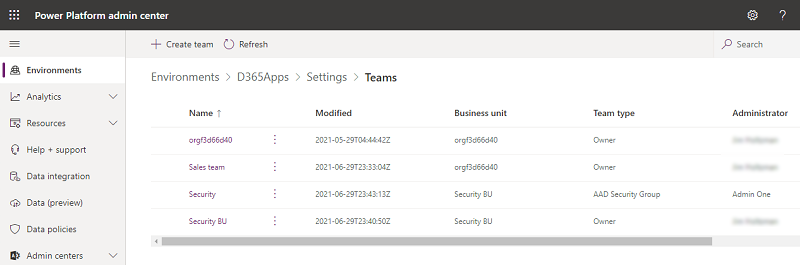 Power Platform admin center
Create team Refresh Search
Environments > D365Apps > Settings > Teams
Environments
Analytics
Resources
Help + support
Data integration
Data (preview)
Data policies
Admin centers
Name ↑ Modified Business unit Team type Administrator
orgf3d66d40 2021-05-29T04:44:42Z orgf3d66d40 Owner
Sales team 2021-06-29T23:33:04Z orgf3d66d40 Owner
Security 2021-06-29T23:43:13Z Security BU AAD Security Group Admin One
Security BU 2021-06-29T23:40:50Z Security BU Owner